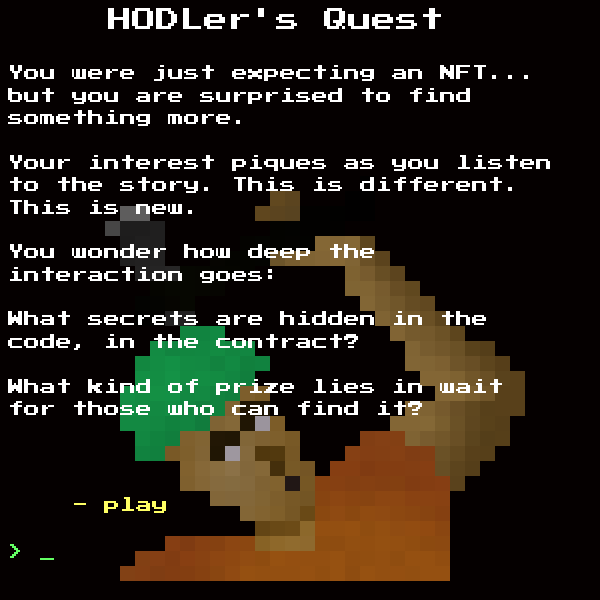 HODLer's Quest
You were just expecting an NFT...
but you are surprised to find
something more.
Your interest piques as you listen
to the story. This is different.
This is new.
You wonder how deep the
interaction goes:
What secrets are hidden in the
code, in the contract?
What kind of prize lies in wait
for those who can find it?
- play
> _